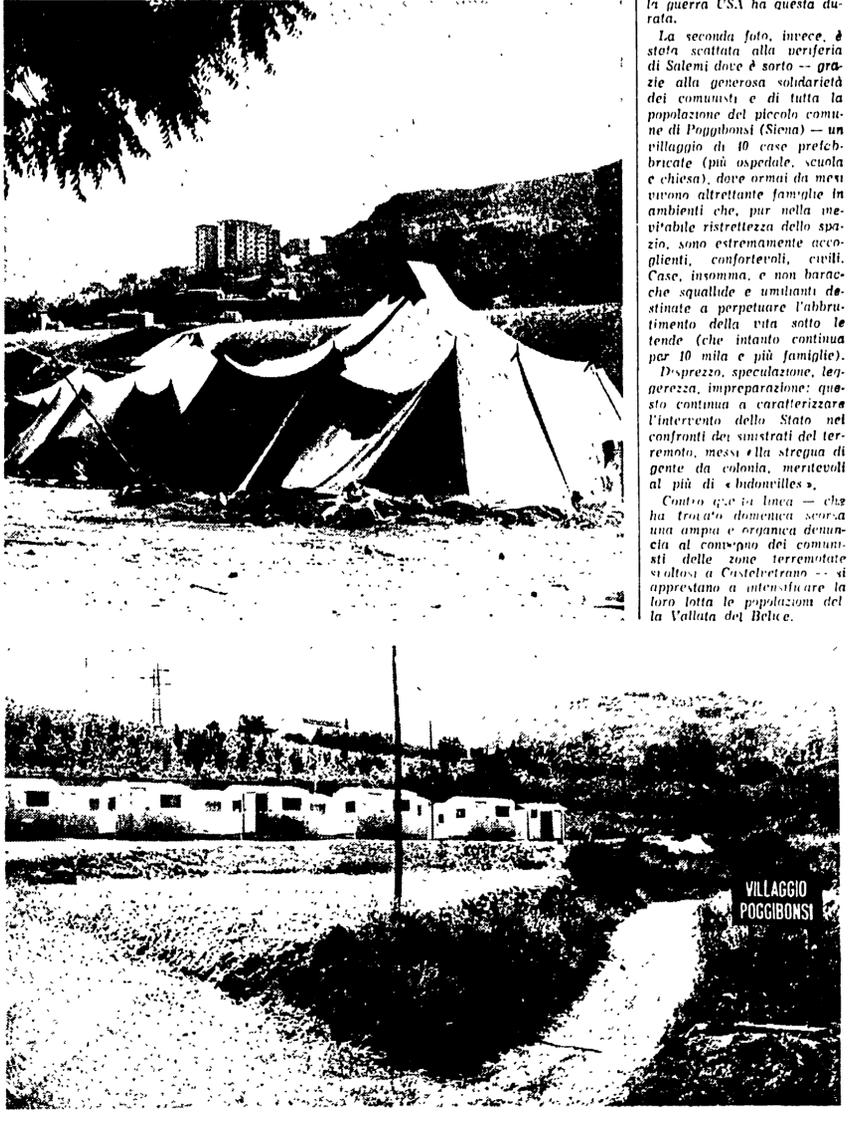 la guerra USA ha questa du-
rata.
La seconda foto, invece, è
stata scattata alla periferia
di Salemi dove è sorto -- gra-
zie alla generosa solidarietà
dei comunisti e di tutta la
popolazione del piccolo comu-
ne di Poggibonsi (Siena) — un
villaggio di 10 case prefab-
bricate (più ospedale, scuola
e chiesa), dove ormai da mesi
vivono altrettante famiglie in
ambienti che, pur nella ine-
vitabile ristrettezza dello spa-
zio, sono estremamente acco-
glienti, confortevoli, civili.
Case, insomma, e non barac-
che squallide e umilianti de-
stinate a perpetuare l'abbru-
timento della vita sotto le
tende (che intanto continua
per 10 mila e più famiglie).
Disprezzo, speculazione, leg-
gerezza, impreparazione: que-
sto continua a caratterizzare
l'intervento dello Stato nei
confronti dei sinistrati del ter-
remoto, messi alla stregua di
gente da colonia, meritevoli
al più di « bidonvilles ».
Contro questa linea — che
ha trovato domenica scorsa
una ampia e organica denun-
cia al convegno dei comuni-
sti delle zone terremotate
svoltosi a Castelvetrano -- si
apprestano a intensificare la
loro lotta le popolazioni del
la Vallata del Belice.
VILLAGGIO
POGGIBONSI